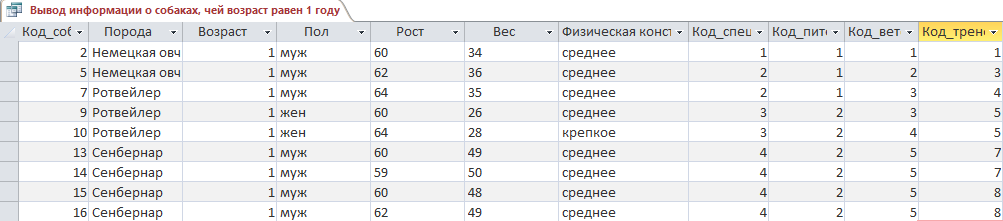 Вывод информации о собаках, чей возраст равен 1 году
Код_соб Порода Возраст Пол Рост Вес Физическая конст Код_спец Код_пито Код_вет Код_трен
2 Немецкая овч 1 муж 60 34 среднее 1 1 1 1
5 Немецкая овч 1 муж 62 36 среднее 2 1 2 3
7 Ротвейлер 1 муж 64 35 среднее 2 1 3 4
9 Ротвейлер 1 жен 60 26 среднее 3 2 3 5
10 Ротвейлер 1 жен 64 28 крепкое 3 2 4 5
13 Сенбернар 1 муж 60 49 среднее 4 2 5 7
14 Сенбернар 1 муж 59 50 среднее 4 2 5 7
15 Сенбернар 1 муж 60 48 среднее 4 2 5 8
16 Сенбернар 1 муж 62 49 среднее 4 2 5 8